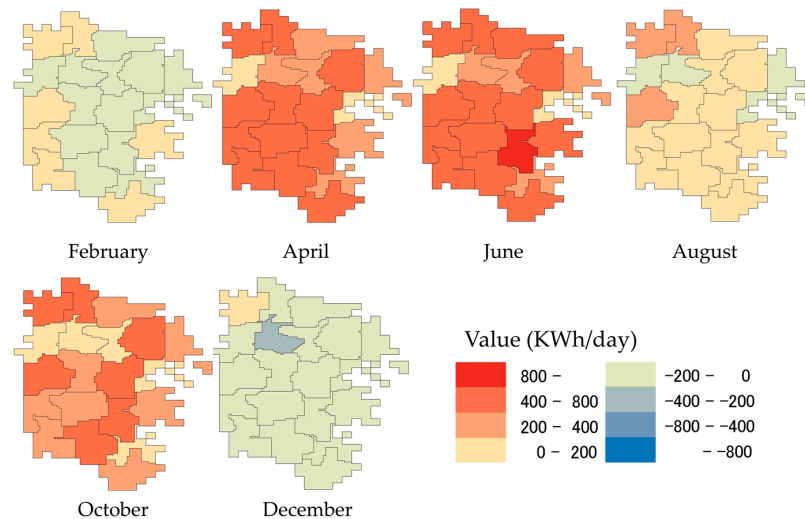 February
April
June
August
October
December
Value (KWh/day)
800 -
400 - 800
200 - 400
0 - 200
-200 - 0
-400 - -200
-800 - -400
- -800